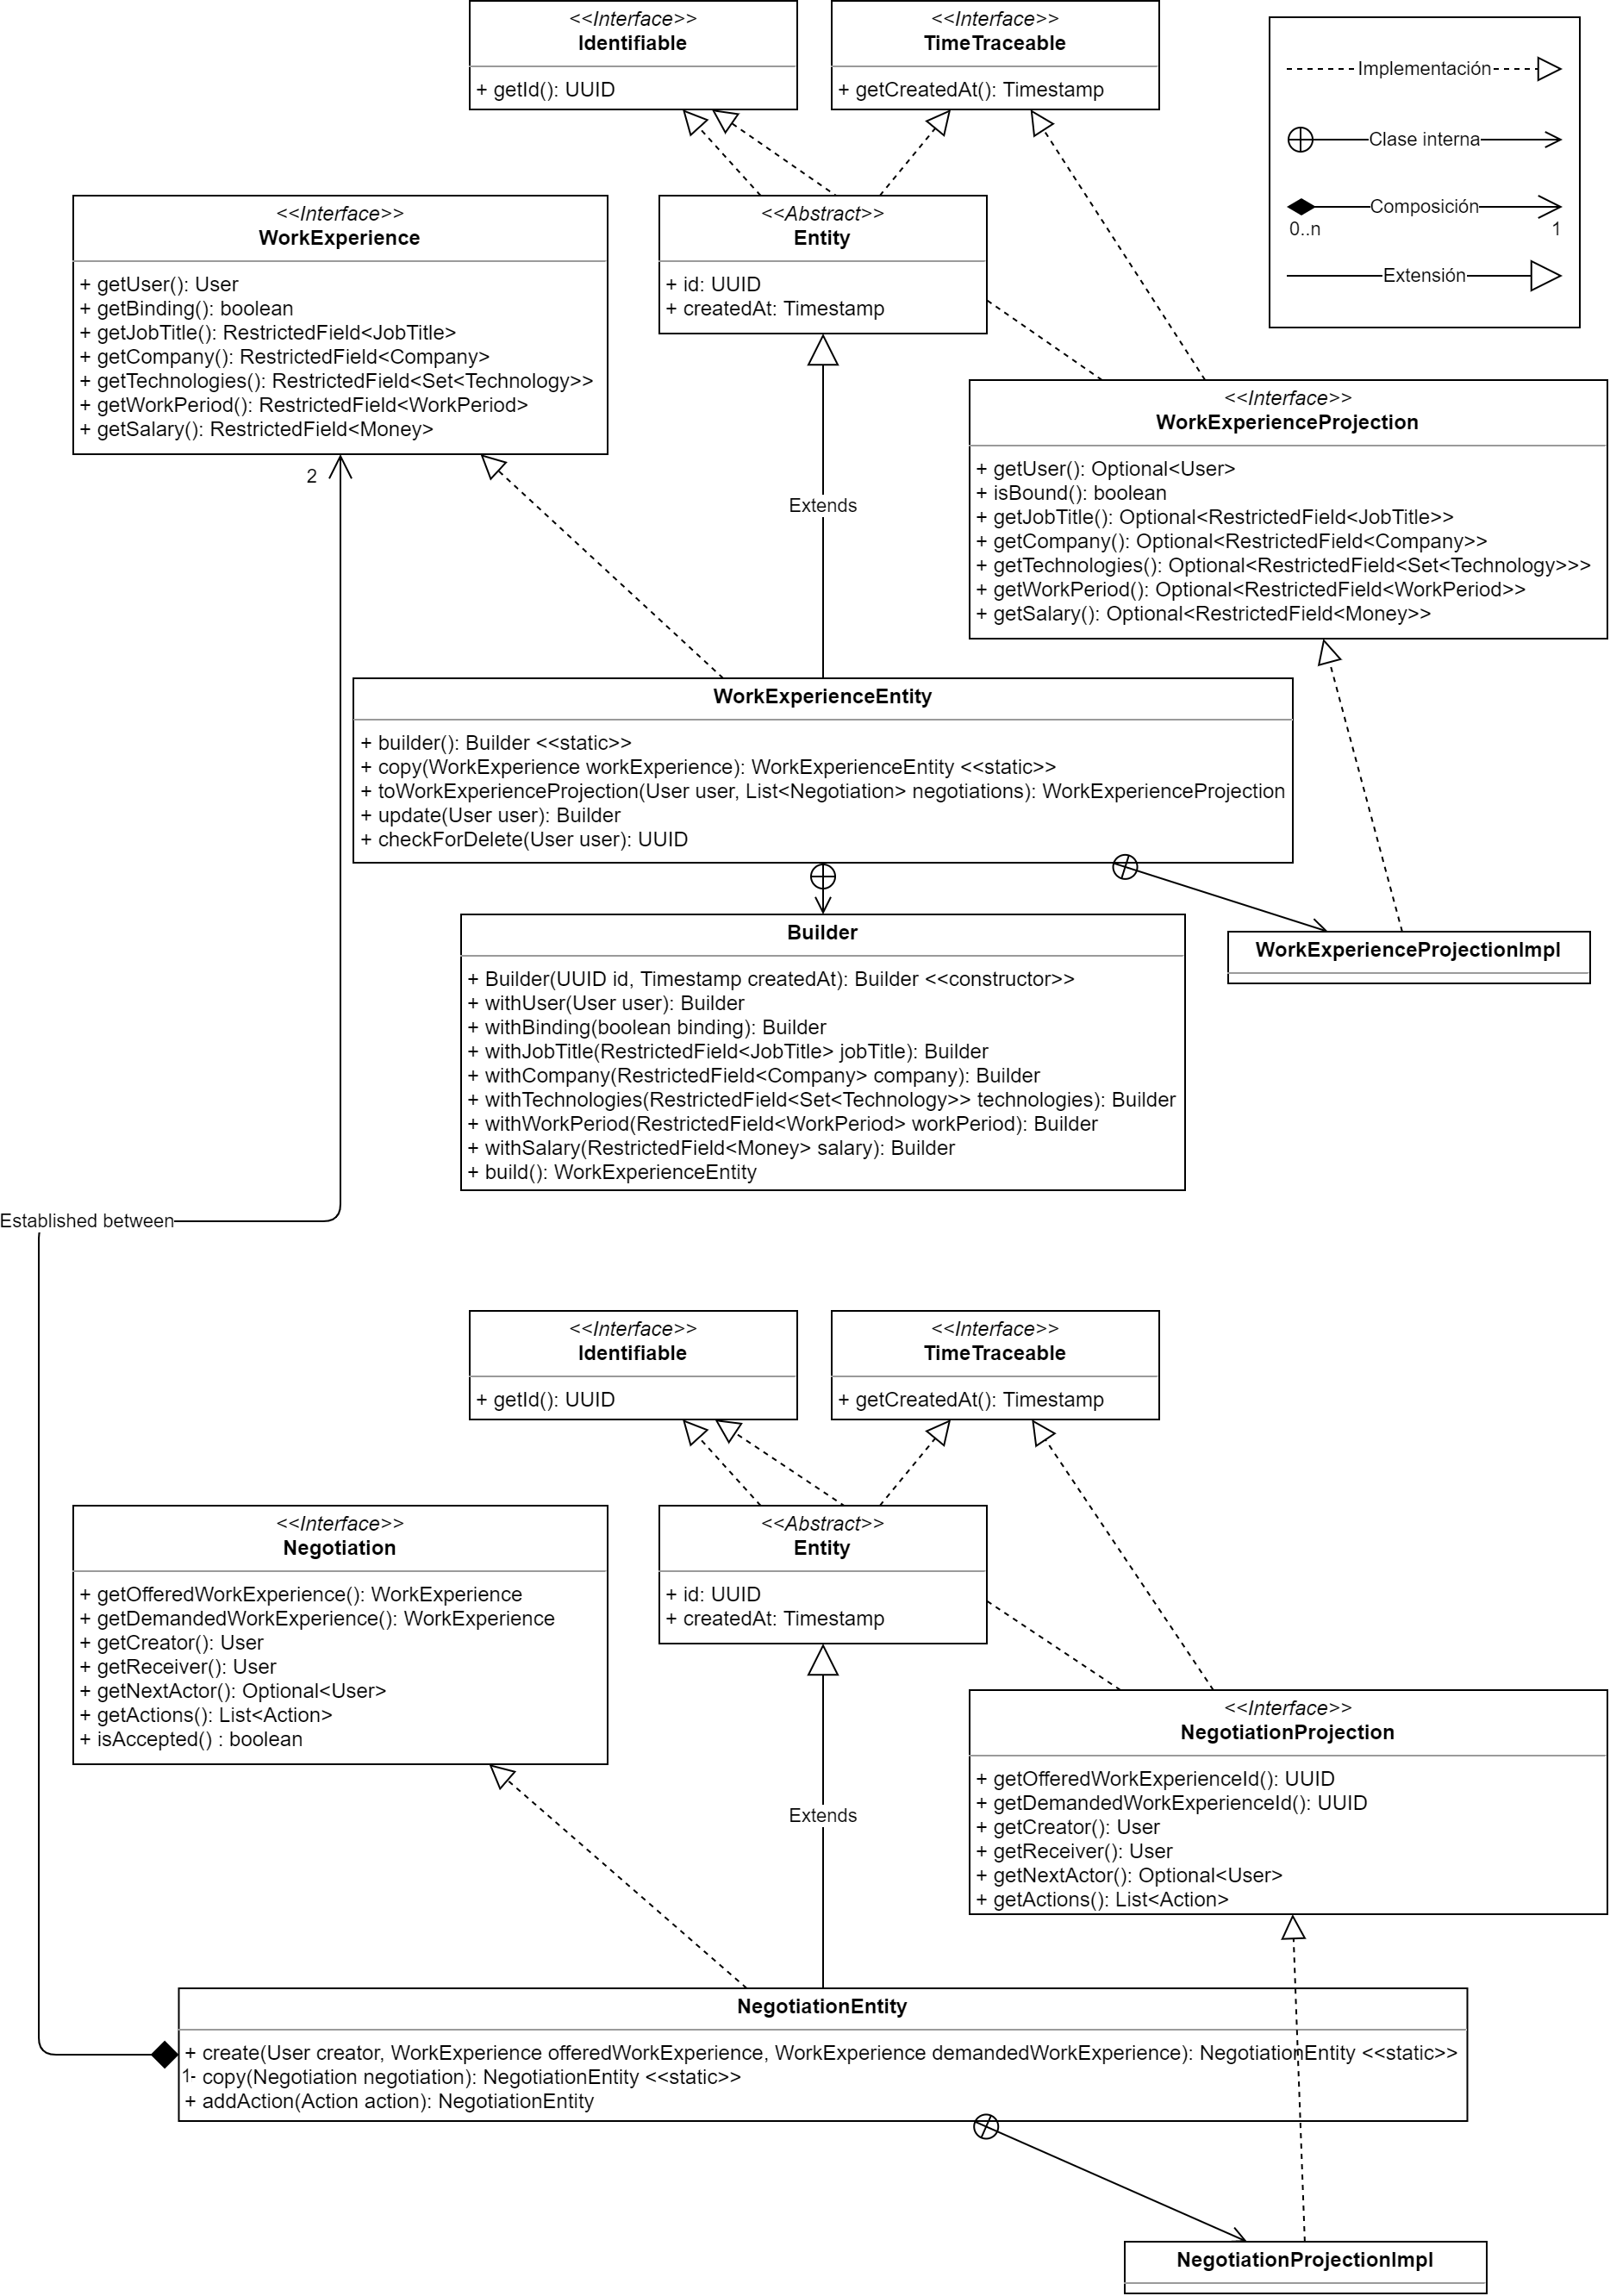 <<Interface>>
Identifiable
+ getId(): UUID
<<Interface>>
TimeTraceable
+ getCreatedAt(): Timestamp
Implementación
Clase interna
Composición
0..n
1
Extensión
<<Interface>>
WorkExperience
+ getUser(): User
+ getBinding(): boolean
+ getJobTitle(): RestrictedField<JobTitle>
+ getCompany(): RestrictedField<Company>
+ getTechnologies(): RestrictedField<Set<Technology>>
+ getWorkPeriod(): RestrictedField<WorkPeriod>
+ getSalary(): RestrictedField<Money>
<<Abstract>>
Entity
+ id: UUID
+ createdAt: Timestamp
<<Interface>>
WorkExperienceProjection
+ getUser(): Optional<User>
+ isBound(): boolean
+ getJobTitle(): Optional<RestrictedField<JobTitle>>
+ getCompany(): Optional<RestrictedField<Company>>
+ getTechnologies(): Optional<RestrictedField<Set<Technology>>>
+ getWorkPeriod(): Optional<RestrictedField<WorkPeriod>>
+ getSalary(): Optional<RestrictedField<Money>>
2
Extends
WorkExperienceEntity
+ builder(): Builder <<static>>
+ copy(WorkExperience workExperience): WorkExperienceEntity <<static>>
+ toWorkExperienceProjection(User user, List<Negotiation> negotiations): WorkExperienceProjection
+ update(User user): Builder
+ checkForDelete(User user): UUID
Builder
+ Builder(UUID id, Timestamp createdAt): Builder <<constructor>>
+ withUser(User user): Builder
+ withBinding(boolean binding): Builder
+ withJobTitle(RestrictedField<JobTitle> jobTitle): Builder
+ withCompany(RestrictedField<Company> company): Builder
+ withTechnologies(RestrictedField<Set<Technology>> technologies): Builder
+ withWorkPeriod(RestrictedField<WorkPeriod> workPeriod): Builder
+ withSalary(RestrictedField<Money> salary): Builder
+ build(): WorkExperienceEntity
WorkExperienceProjectionImpl
Established between
<<Interface>>
Identifiable
+ getId(): UUID
<<Interface>>
TimeTraceable
+ getCreatedAt(): Timestamp
<<Interface>>
Negotiation
+ getOfferedWorkExperience(): WorkExperience
+ getDemandedWorkExperience(): WorkExperience
+ getCreator(): User
+ getReceiver(): User
+ getNextActor(): Optional<User>
+ getActions(): List<Action>
+ isAccepted() : boolean
<<Abstract>>
Entity
+ id: UUID
+ createdAt: Timestamp
<<Interface>>
NegotiationProjection
+ getOfferedWorkExperienceId(): UUID
+ getDemandedWorkExperienceId(): UUID
+ getCreator(): User
+ getReceiver(): User
+ getNextActor(): Optional<User>
+ getActions(): List<Action>
Extends
NegotiationEntity
+ create(User creator, WorkExperience offeredWorkExperience, WorkExperience demandedWorkExperience): NegotiationEntity <<static>>
1
- copy(Negotiation negotiation): NegotiationEntity <<static>>
+ addAction(Action action): NegotiationEntity
NegotiationProjectionImpl